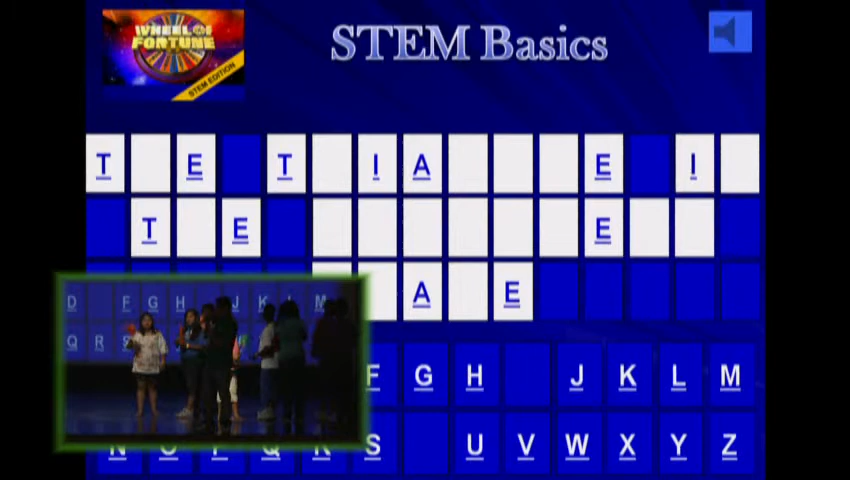 WHEEL OF
FORTUNE
STEM EDITION
STEM Basics
T E T I A E I
T E E
A E
F G H J K L M
N O P Q R S U V W X Y Z
D F G H J K L M
Q R S